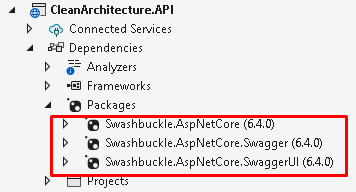 CleanArchitecture.API
Connected Services
Dependencies
Analyzers
Frameworks
Packages
Swashbuckle.AspNetCore (6.4.0)
Swashbuckle.AspNetCore.Swagger (6.4.0)
Swashbuckle.AspNetCore.SwaggerUI (6.4.0)
Projects